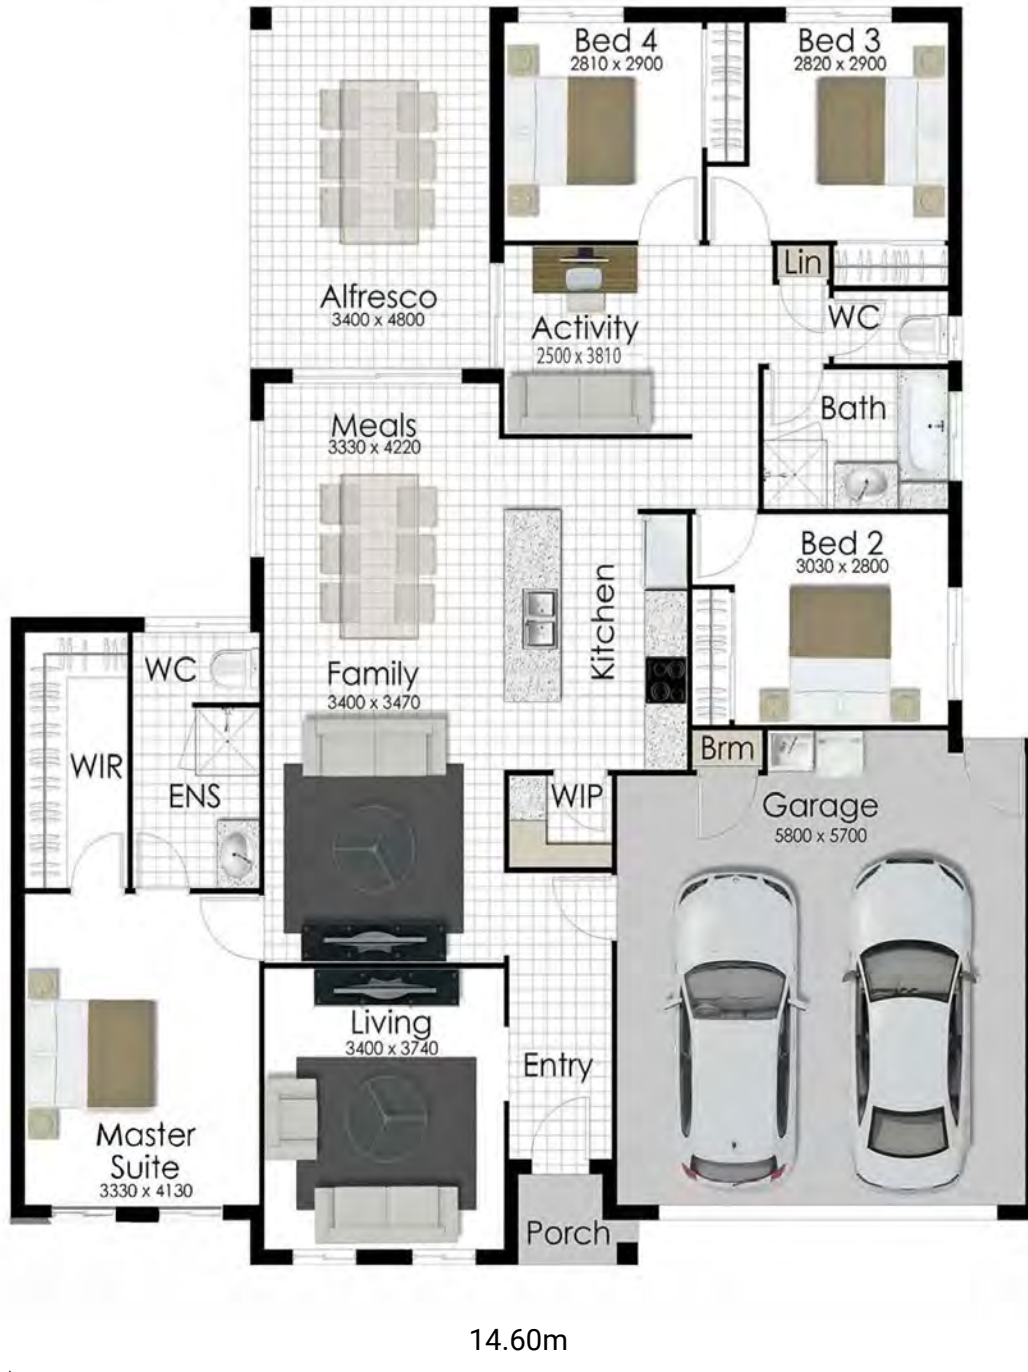 Bed 4
2810 x 2900
Bed 3
2820 x 2900
Lin
Alfresco
3400 x 4800
WC
Activity
2500 x 3810
Bath
Meals
3330 x 4220
Bed 2
3030 x 2800
Kitchen
WC
Family
3400 x 3470
WIR
Brm
ENS
WIP
Garage
5800 x 5700
Living
3400 x 3740
Entry
Master
Suite
3330 x 4130
Porch
14.60m